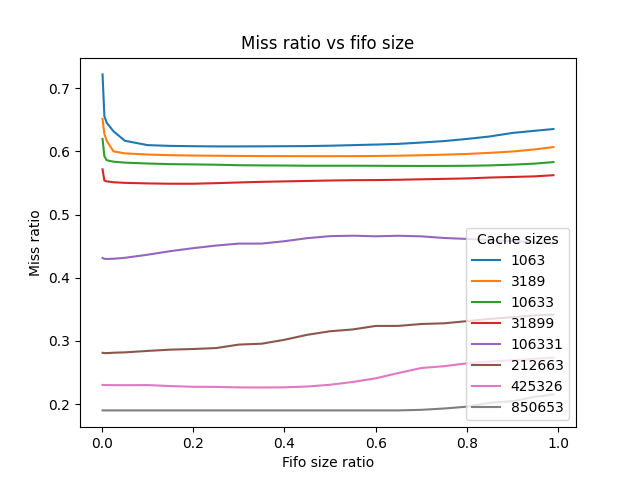 Miss ratio vs fifo size
Miss ratio
0.7
0.6
0.5
0.4
0.3
0.2
Cache sizes
1063
3189
10633
31899
106331
212663
425326
850653
0.0 0.2 0.4 0.6 0.8 1.0
Fifo size ratio